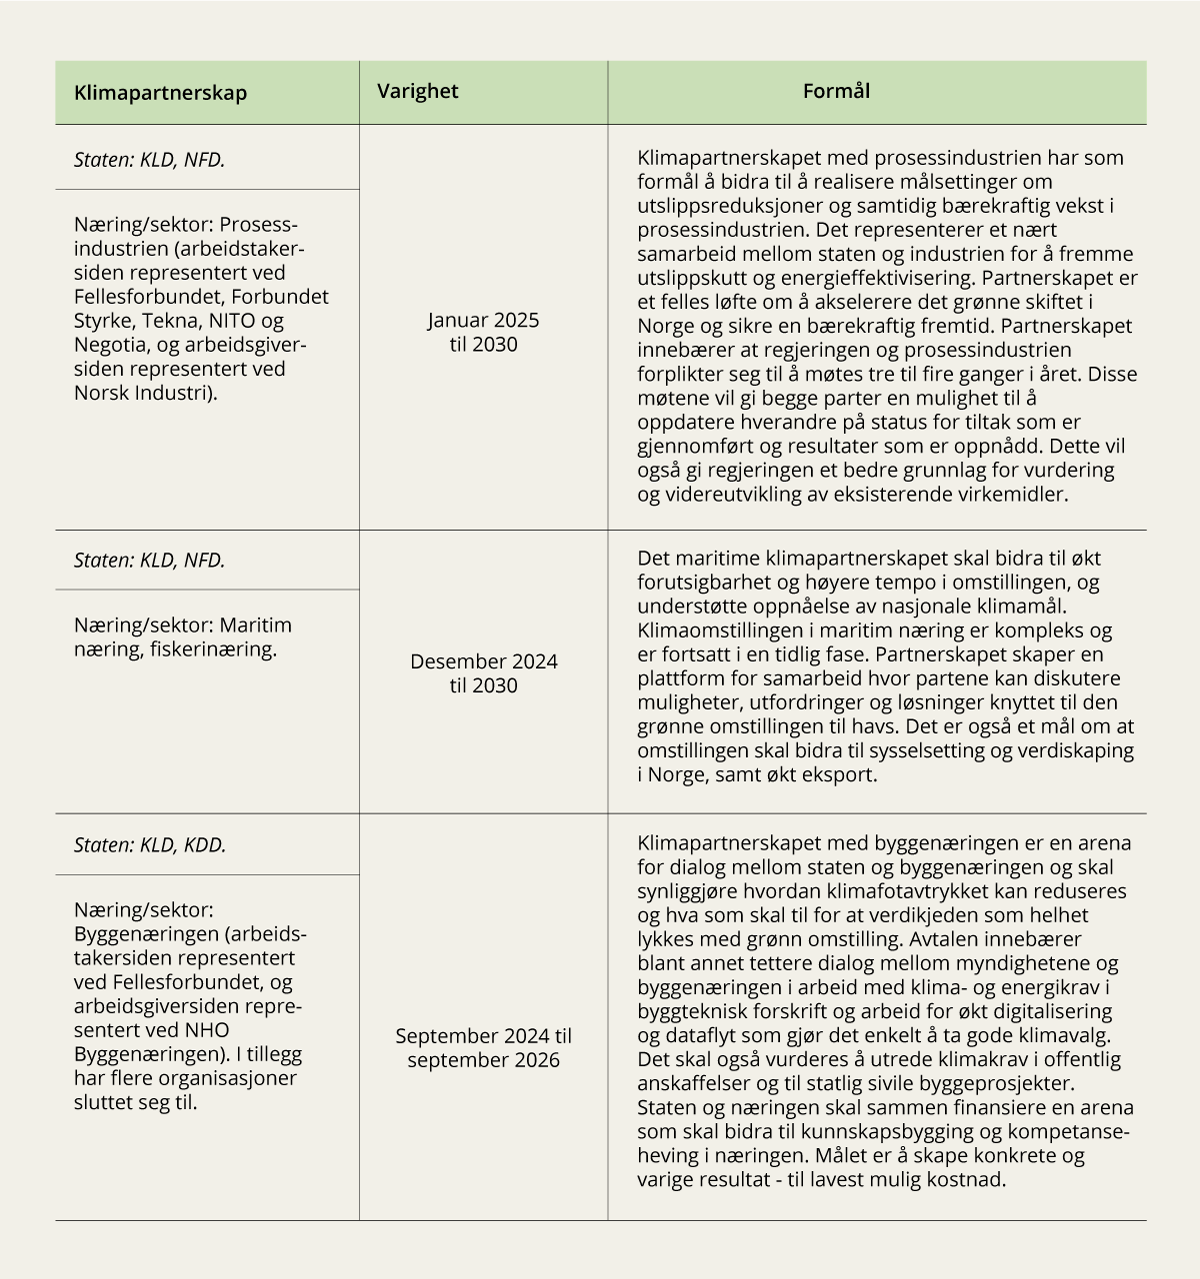 Klimapartnerskap
Varighet
Formål
Staten: KLD, NFD.
Næring/sektor: Prosess-
industrien (arbeidstaker-
siden representert ved
Fellesforbundet, Forbundet
Styrke, Tekna, NITO og
Negotia, og arbeidsgiver-
siden representert ved
Norsk Industri).
Januar 2025
til 2030
Klimapartnerskapet med prosessindustrien har som
formål å bidra til å realisere målsettinger om
utslippsreduksjoner og samtidig bærekraftig vekst i
prosessindustrien. Det representerer et nært
samarbeid mellom staten og industrien for å fremme
utslippskutt og energieffektivisering. Partnerskapet er
et felles løfte om å akselerere det grønne skiftet i
Norge og sikre en bærekraftig fremtid. Partnerskapet
innebærer at regjeringen og prosessindustrien
forplikter seg til å møtes tre til fire ganger i året. Disse
møtene vil gi begge parter en mulighet til å
oppdatere hverandre på status for tiltak som er
gjennomført og resultater som er oppnådd. Dette vil
også gi regjeringen et bedre grunnlag for vurdering
og videreutvikling av eksisterende virkemidler.
Staten: KLD, NFD.
Næring/sektor: Maritim
næring, fiskerinæring.
Desember 2024
til 2030
Det maritime klimapartnerskapet skal bidra til økt
forutsigbarhet og høyere tempo i omstillingen, og
understøtte oppnåelse av nasjonale klimamål.
Klimaomstillingen i maritim næring er kompleks og
er fortsatt i en tidlig fase. Partnerskapet skaper en
plattform for samarbeid hvor partene kan diskutere
muligheter, utfordringer og løsninger knyttet til den
grønne omstillingen til havs. Det er også et mål om at
omstillingen skal bidra til sysselsetting og verdiskaping
i Norge, samt økt eksport.
Staten: KLD, KDD.
Næring/sektor:
Byggenæringen (arbeids-
takersiden representert
ved Fellesforbundet, og
arbeidsgiversiden repre-
sentert ved NHO
Byggenæringen). I tillegg
har flere organisasjoner
sluttet seg til.
September 2024 til
september 2026
Klimapartnerskapet med byggenæringen er en arena
for dialog mellom staten og byggenæringen og skal
synliggjøre hvordan klimafotavtrykket kan reduseres
og hva som skal til for at verdikjeden som helhet
lykkes med grønn omstilling. Avtalen innebærer
blant annet tettere dialog mellom myndighetene og
byggenæringen i arbeid med klima- og energikrav i
byggteknisk forskrift og arbeid for økt digitalisering
og dataflyt som gjør det enkelt å ta gode klimavalg.
Det skal også vurderes å utrede klimakrav i offentlig
anskaffelser og til statlig sivile byggeprosjekter.
Staten og næringen skal sammen finansiere en arena
som skal bidra til kunnskapsbygging og kompetanse-
heving i næringen. Målet er å skape konkrete og
varige resultat - til lavest mulig kostnad.